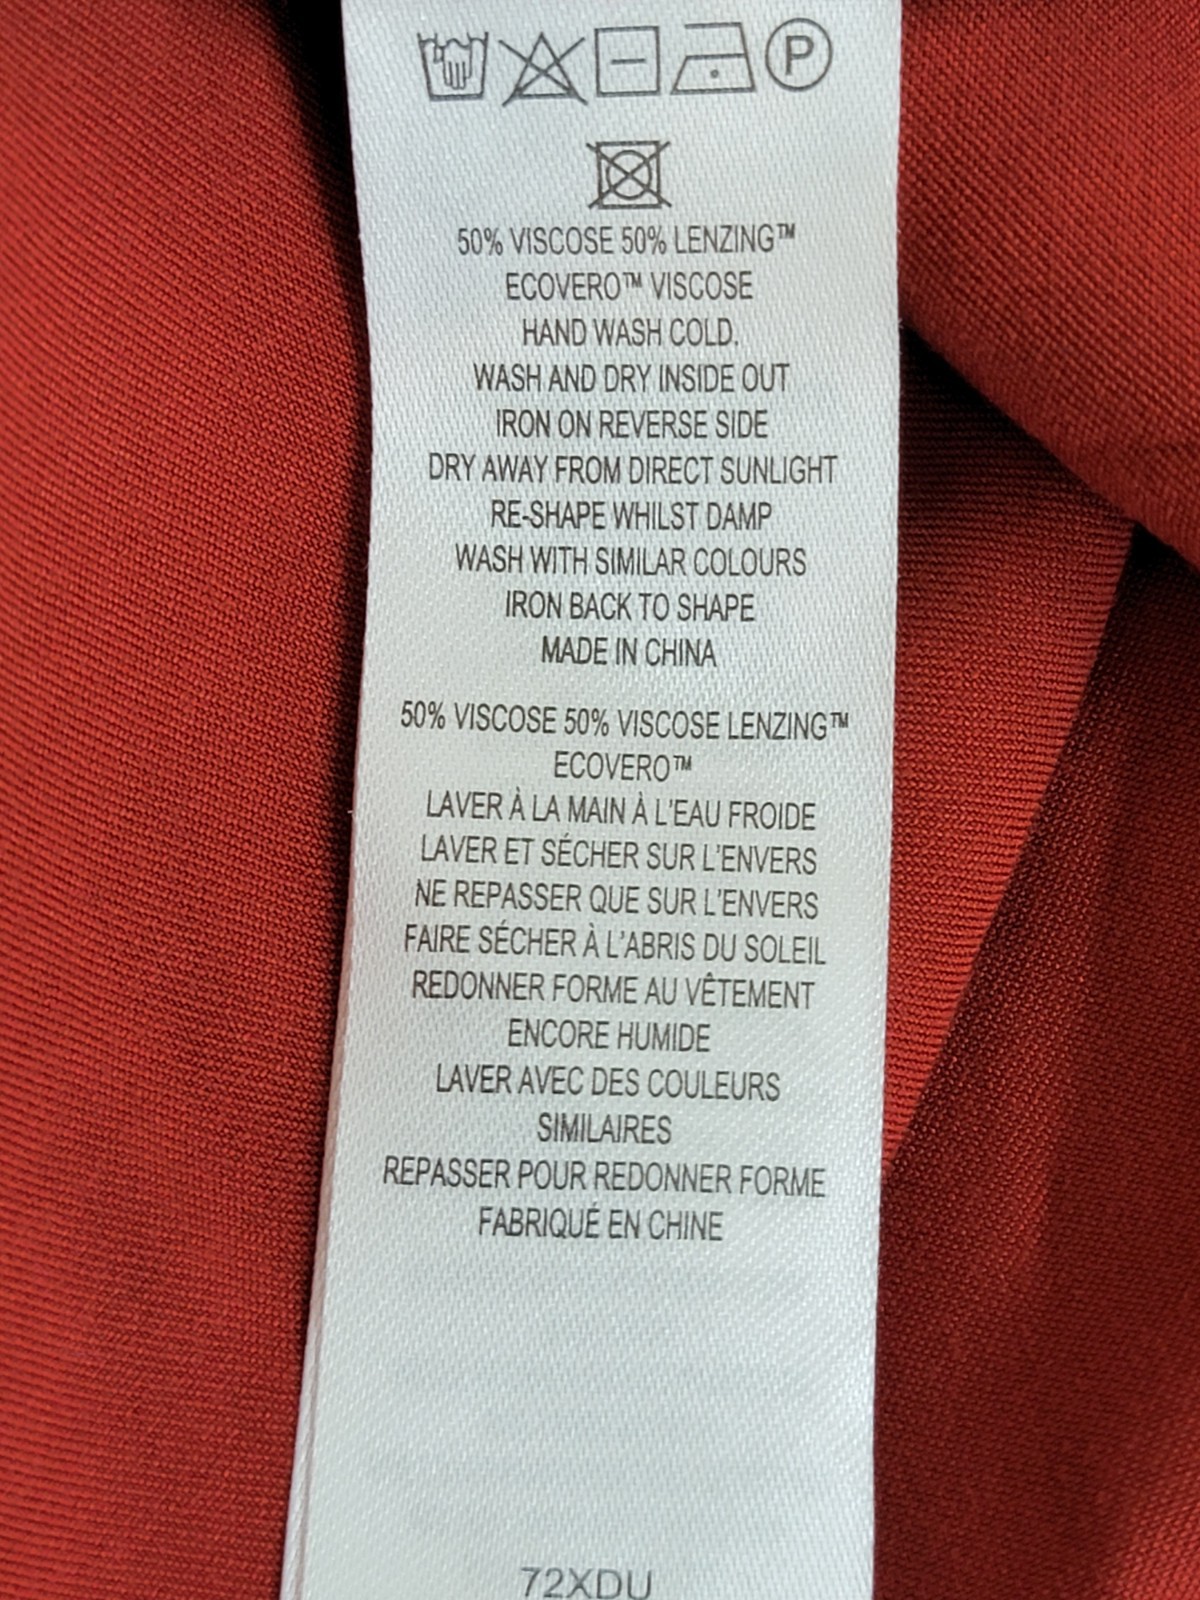 P
50% VISCOSE 50% LENZING™
ECOVERO™ VISCOSE
HAND WASH COLD.
WASH AND DRY INSIDE OUT
IRON ON REVERSE SIDE
DRY AWAY FROM DIRECT SUNLIGHT
RE-SHAPE WHILST DAMP
WASH WITH SIMILAR COLOURS
IRON BACK TO SHAPE
MADE IN CHINA
50% VISCOSE 50% VISCOSE LENZING™
ECOVERO™
LAVER À LA MAIN À L'EAU FROIDE
LAVER ET SÉCHER SUR L'ENVERS
NE REPASSER QUE SUR L'ENVERS
FAIRE SÉCHER À L'ABRIS DU SOLEIL
REDONNER FORME AU VÊTEMENT
ENCORE HUMIDE
LAVER AVEC DES COULEURS
SIMILAIRES
REPASSER POUR REDONNER FORME
FABRIQUÉ EN CHINE
72XDU